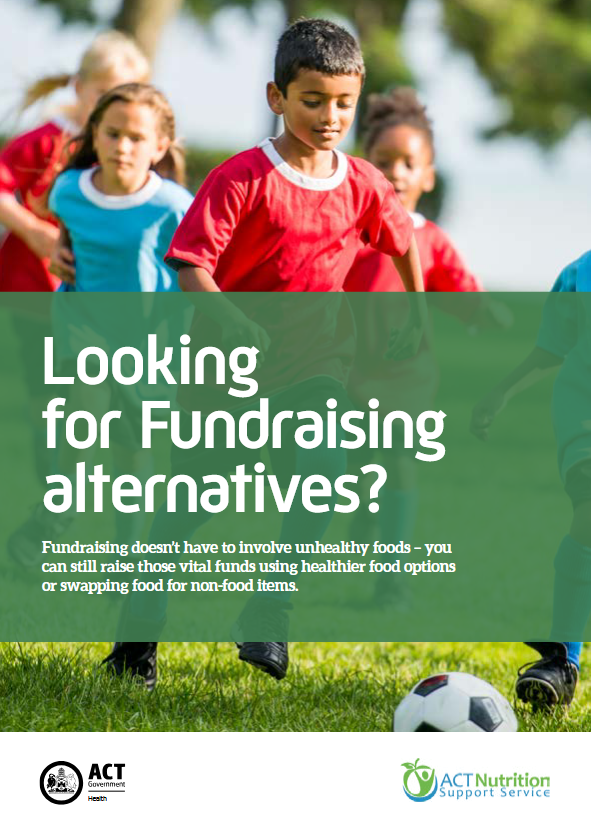 Looking
for Fundraising
alternatives?
Fundraising doesn't have to involve unhealthy foods – you
can still raise those vital funds using healthier food options
or swapping food for non-food items.
ACT
Government
Health
ACT Nutrition
Support Service